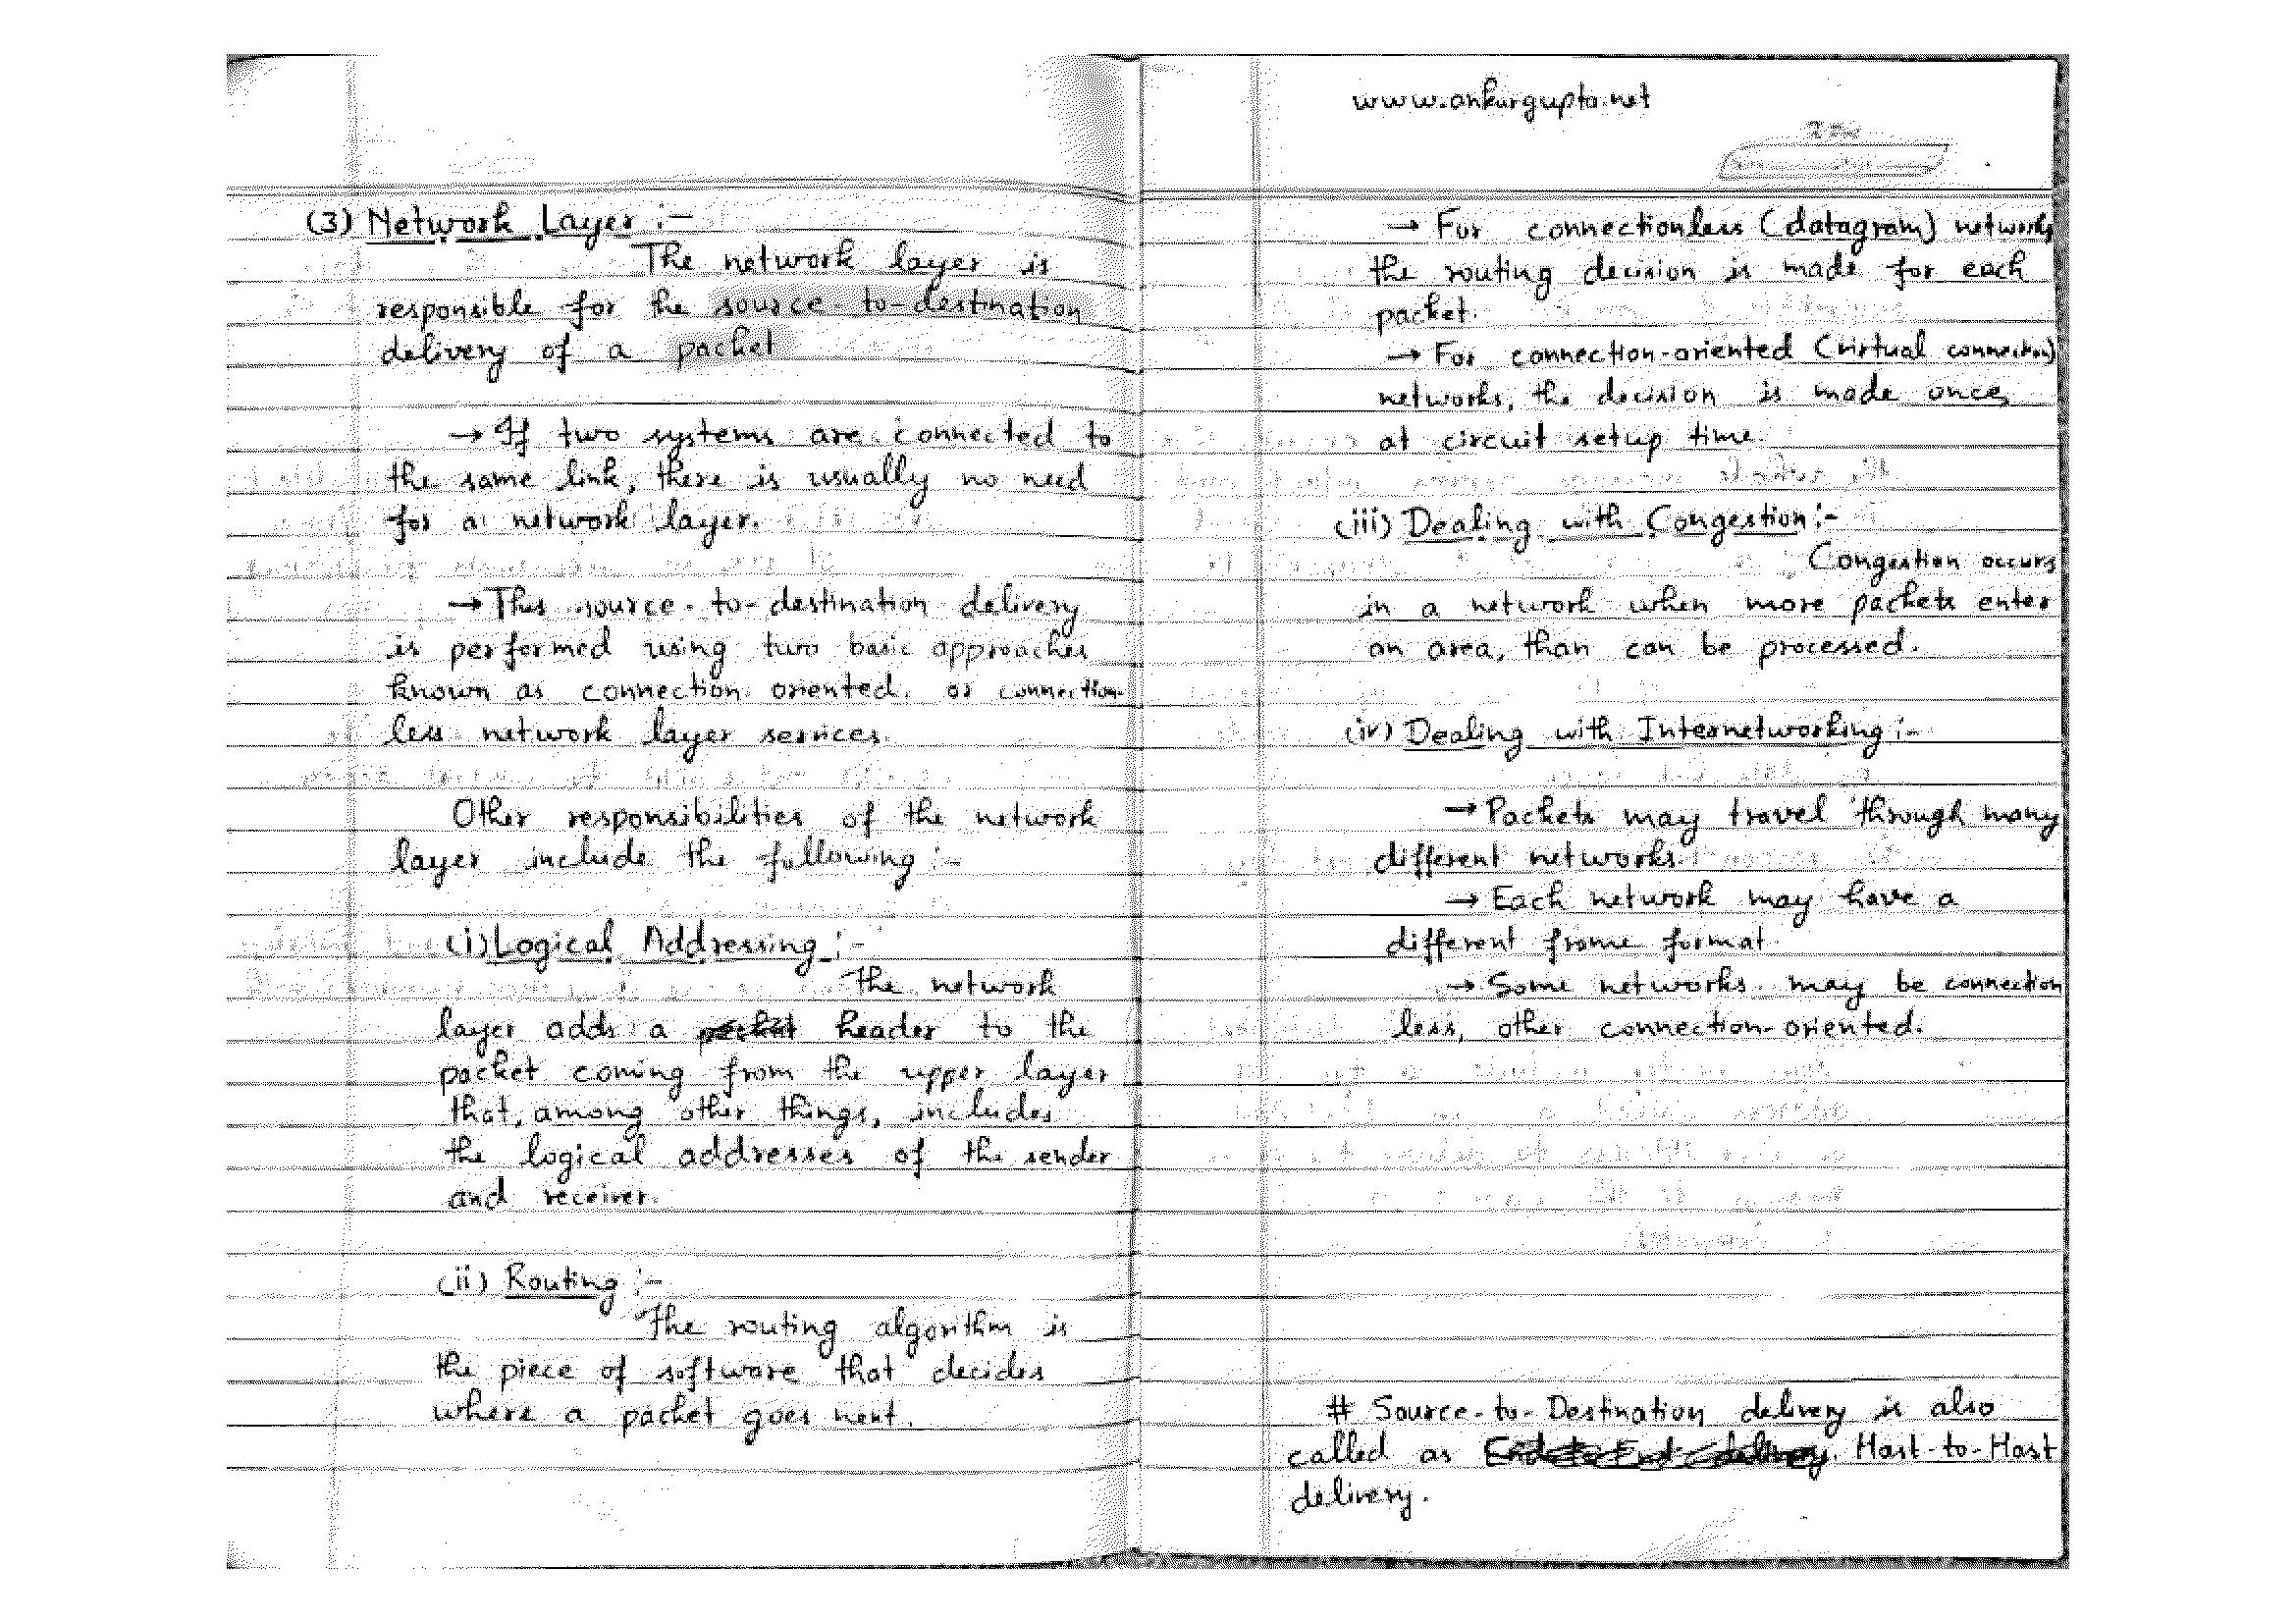 (3) Network Layer :-
The network layer is
responsible for the source to-destination
delivery of a packet
→ If two systems are connected to
the same link, there is usually no need
for a network layer.
→ This source-to-destination delivery
is performed using two basic approaches
known as connection oriented or connection-
less network layer services.
Other responsibilities of the network
layer include the following :-
(i) Logical Addressing :-
The network
layer adds a header to the
packet coming from the upper layer
that, among other things, includes
the logical addresses of the sender
and receiver.
(ii) Routing :-
The routing algorithm is
the piece of software that decides
where a packet goes next.
www.ankurgupta.net
→ For connectionless (datagram) networks
the routing decision is made for each
packet.
→ For connection-oriented (virtual connection)
networks, the decision is made once,
at circuit setup time.
(iii) Dealing with Congestion :-
Congestion occurs
in a network when more packets enter
an area, than can be processed.
(iv) Dealing with Internetworking :-
→ Packets may travel through many
different networks.
→ Each network may have a
different frame format.
→ Some networks may be connection
less, other connection-oriented.
# Source-to-Destination delivery is also
called as Host-to-Host
delivery.